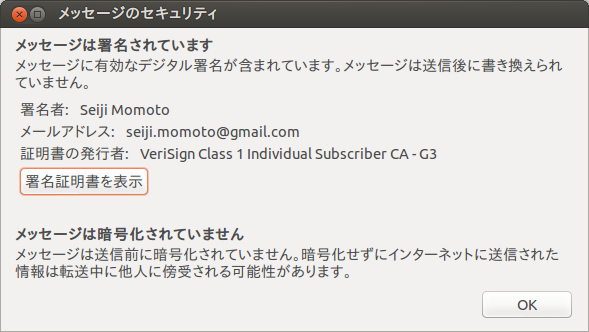 メッセージのセキュリティ
メッセージは署名されています
メッセージに有効なデジタル署名が含まれています。メッセージは送信後に書き換えられ
ていません。
署名者: Seiji Momoto
メールアドレス: seiji.momoto@gmail.com
証明書の発行者: VeriSign Class 1 Individual Subscriber CA - G3
署名証明書を表示
メッセージは暗号化されていません
メッセージは送信前に暗号化されていません。暗号化せずにインターネットに送信された
情報は転送中に他人に傍受される可能性があります。
OK